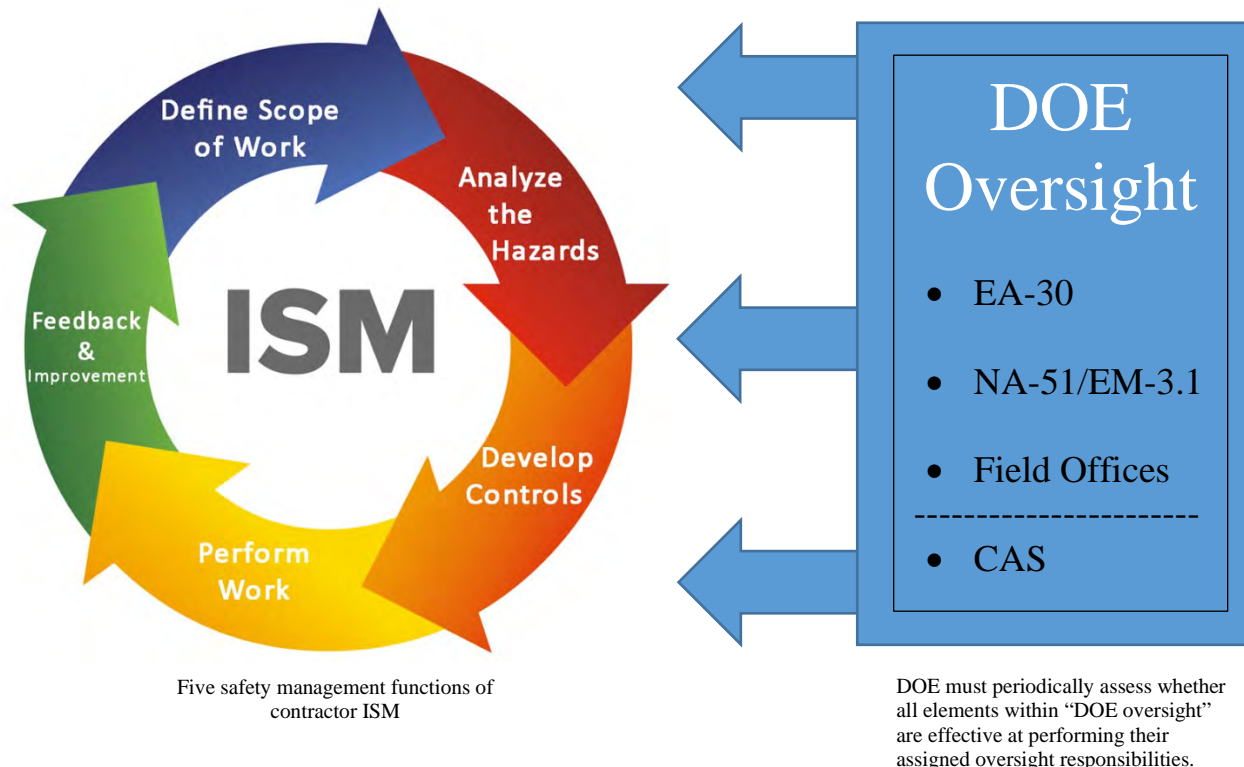 Define Scope
of Work
Analyze
the
Hazards
Develop
Controls
Perform
Work
Feedback
&
Improvement
ISM
Five safety management functions of
contractor ISM
DOE
Oversight
• EA-30
• NA-51/EM-3.1
• Field Offices
-----------------------
• CAS
DOE must periodically assess whether
all elements within “DOE oversight”
are effective at performing their
assigned oversight responsibilities.